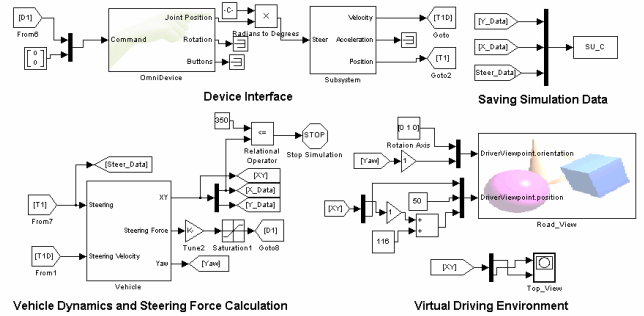 [D1]
From6
0
0
Command
Joint Position
Rotation
Buttons
OmniDevice
-C-
×
Radians to Degrees
Steer
Velocity
Acceleration
Position
Subsystem
[T1D]
Goto
[T1]
Goto2
Device Interface
[Y_Data]
[X_Data]
Steer_Data]
SU_C
Saving Simulation Data
350
<=
Relational
Operator
STOP
Stop Simulation
[Steer_Data]
[XY]
[X_Data]
[Y_Data]
[T1]
From7
[T1D]
From1
Steering
Steering Velocity
XY
Steering Force
Yaw
Vehicle
K-
Tune2
Saturation1
[D1]
Goto8
[Yaw]
Vehicle Dynamics and Steering Force Calculation
[0 1 0]
Rotaion Axis
[Yaw]
1
[XY]
1
50
116
+
+
DriverViewpoint.orientation
DriverViewpoint.position
Road_View
[XY]
Top_View
Virtual Driving Environment